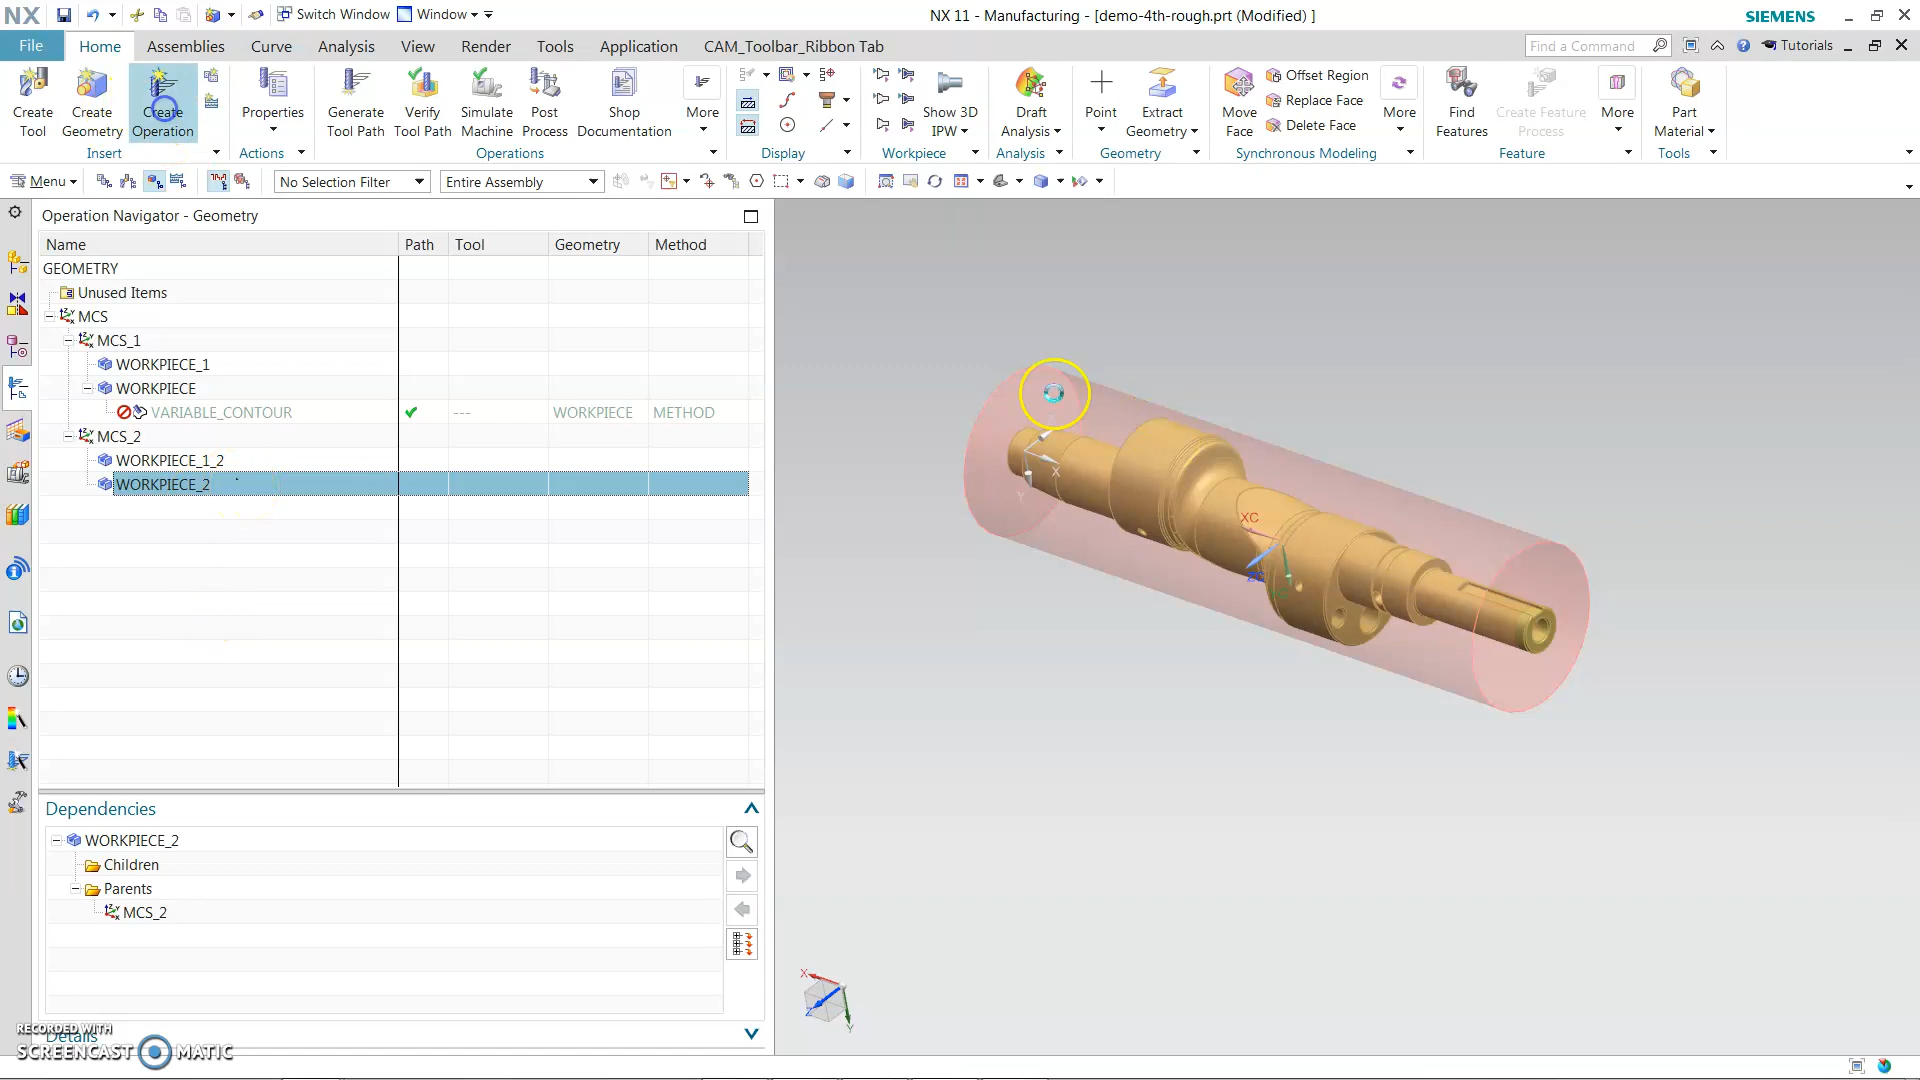 NX
Switch Window
Window
NX 11 - Manufacturing - [demo-4th-rough.prt (Modified) ]
SIEMENS
File
Home
Assemblies
Curve
Analysis
View
Render
Tools
Application
CAM_Toolbar_Ribbon Tab
Find a Command
Tutorials
Create Tool
Create Geometry
Create Operation
Properties
Generate Tool Path
Verify Tool Path
Simulate Machine
Post Process
Shop Documentation
More
Show 3D IPW
Draft Analysis
Point
Extract Geometry
Move Face
Offset Region
Replace Face
Delete Face
More
Find Features
Create Feature Process
More
Part Material
Insert
Actions
Operations
Display
Workpiece
Analysis
Geometry
Synchronous Modeling
Feature
Tools
Menu
No Selection Filter
Entire Assembly
Operation Navigator - Geometry
Name Path Tool Geometry Method
GEOMETRY
Unused Items
MCS
MCS_1
WORKPIECE_1
WORKPIECE
VARIABLE_CONTOUR --- WORKPIECE METHOD
MCS_2
WORKPIECE_1_2
WORKPIECE_2
Dependencies
WORKPIECE_2
Children
Parents
MCS_2
Details
RECORDED WITH
SCREENCAST MATIC
X
Y
XC
X
Z
Y